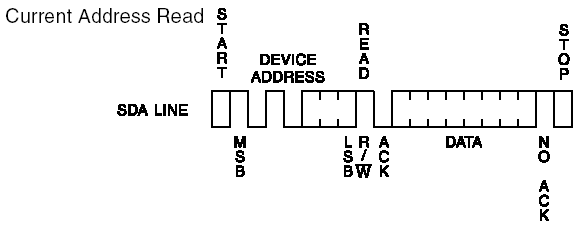 Current Address Read
START
DEVICE
ADDRESS
READ
STOP
SDA LINE
MSB
LSB
R/W̅
ACK
DATA
NO ACK